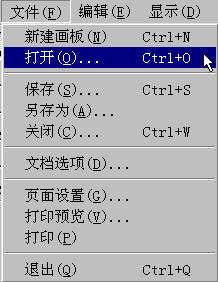 文件(F) 编辑(E) 显示(D)
新建画板(N) Ctrl+N
打开(O)... Ctrl+O
保存(S)... Ctrl+S
另存为(A)...
关闭(C)... Ctrl+W
文档选项(D)...
页面设置(G)...
打印预览(V)...
打印(P)
退出(Q) Ctrl+Q